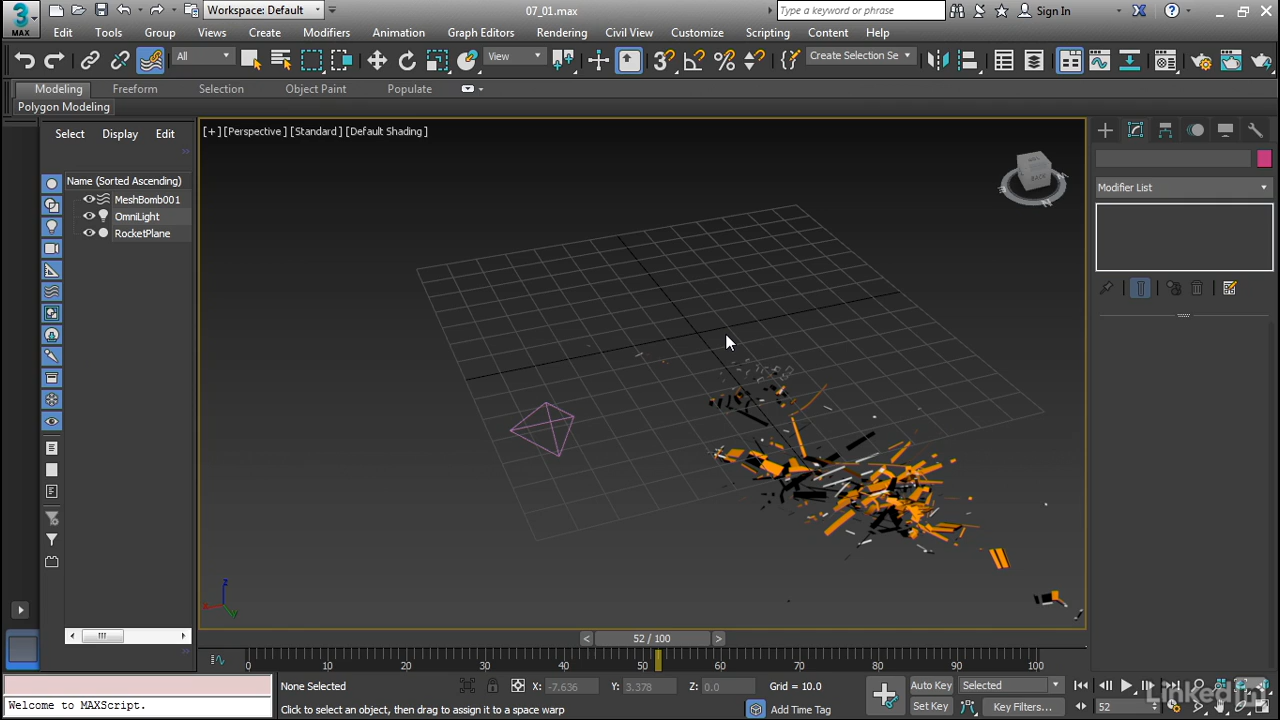 3
MAX
Workspace: Default
07_01.max
Type a keyword or phrase
Sign In
Edit Tools Group Views Create Modifiers Animation Graph Editors Rendering Civil View Customize Scripting Content Help
All
View
Create Selection Se
Modeling Freeform Selection Object Paint Populate
Polygon Modeling
Select Display Edit
[+] [Perspective ] [Standard ] [Default Shading ]
Name (Sorted Ascending)
MeshBomb001
OmniLight
RocketPlane
Modifier List
BACK
N
z
x
y
< 52 / 100 >
0 10 20 30 40 50 60 70 80 90 100
None Selected
X: -7.636 Y: 3.378 Z: 0.0 Grid = 10.0
Auto Key Selected
Set Key Key Filters...
52
Welcome to MAXScript.
Click to select an object, then drag to assign it to a space warp
Add Time Tag
LinkedIn